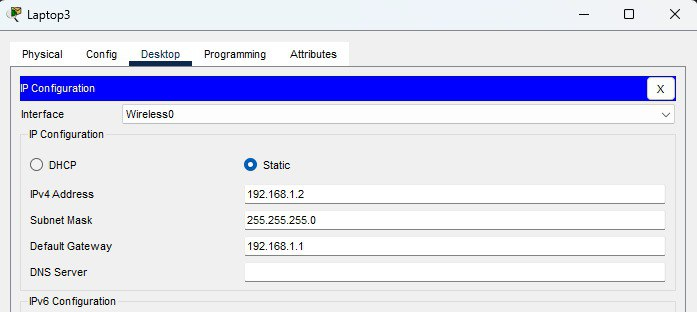 Laptop3
Physical Config Desktop Programming Attributes
IP Configuration X
Interface Wireless0
IP Configuration
DHCP Static
IPv4 Address 192.168.1.2
Subnet Mask 255.255.255.0
Default Gateway 192.168.1.1
DNS Server
IPv6 Configuration